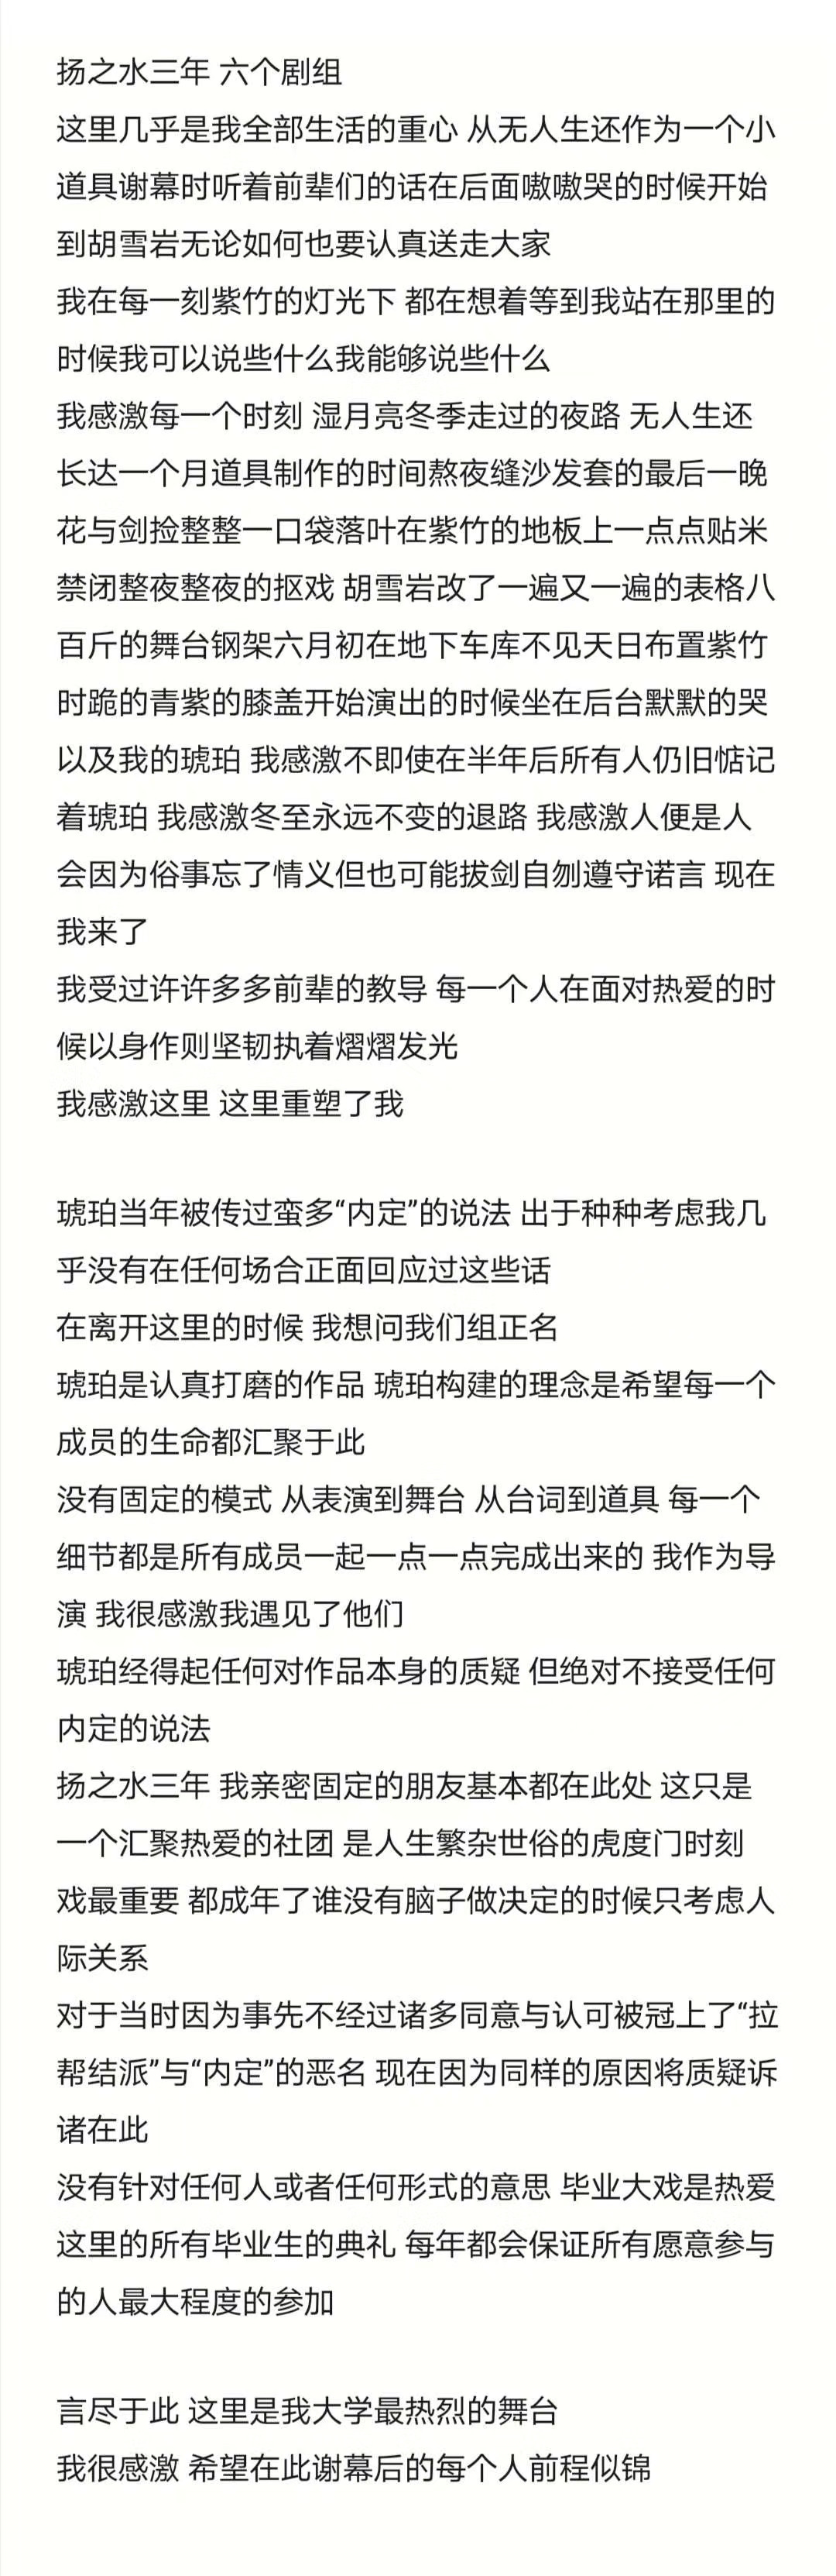 扬之水三年 六个剧组
这里几乎是我全部生活的重心 从无人生还作为一个小
道具谢幕时听着前辈们的话在后面嗷嗷哭的时候开始
到胡雪岩无论如何也要认真送走大家
我在每一刻紫竹的灯光下 都在想着等到我站在那里的
时候我可以说些什么我能够说些什么
我感激每一个时刻 湿月亮冬季走过的夜路 无人生还
长达一个月道具制作的时间熬夜缝沙发套的最后一晚
花与剑捡整整一口袋落叶在紫竹的地板上一点点贴米
禁闭整夜整夜的抠戏 胡雪岩改了一遍又一遍的表格八
百斤的舞台钢架六月初在地下车库不见天日布置紫竹
时跪的青紫的膝盖开始演出的时候坐在后台默默的哭
以及我的琥珀 我感激不即使在半年后所有人仍旧惦记
着琥珀 我感激冬至永远不变的退路 我感激人便是人
会因为俗事忘了情义但也可能拔剑自刎遵守诺言 现在
我来了
我受过许许多多前辈的教导 每一个人在面对热爱的时
候以身作则坚韧执着熠熠发光
我感激这里 这里重塑了我
琥珀当年被传过蛮多“内定”的说法 出于种种考虑我几
乎没有在任何场合正面回应过这些话
在离开这里的时候 我想问我们组正名
琥珀是认真打磨的作品 琥珀构建的理念是希望每一个
成员的生命都汇聚于此
没有固定的模式 从表演到舞台 从台词到道具 每一个
细节都是所有成员一起一点一点完成出来的 我作为导
演 我很感激我遇见了他们
琥珀经得起任何对作品本身的质疑 但绝对不接受任何
内定的说法
扬之水三年 我亲密固定的朋友基本都在此处 这只是
一个汇聚热爱的社团 是人生繁杂世俗的虎度门时刻
戏最重要 都成年了谁没有脑子做决定的时候只考虑人
际关系
对于当时因为事先不经过诸多同意与认可被冠上了“拉
帮结派”与“内定”的恶名 现在因为同样的原因将质疑诉
诸在此
没有针对任何人或者任何形式的意思 毕业大戏是热爱
这里的所有毕业生的典礼 每年都会保证所有愿意参与
的人最大程度的参加
言尽于此 这里是我大学最热烈的舞台
我很感激 希望在此谢幕后的每个人前程似锦